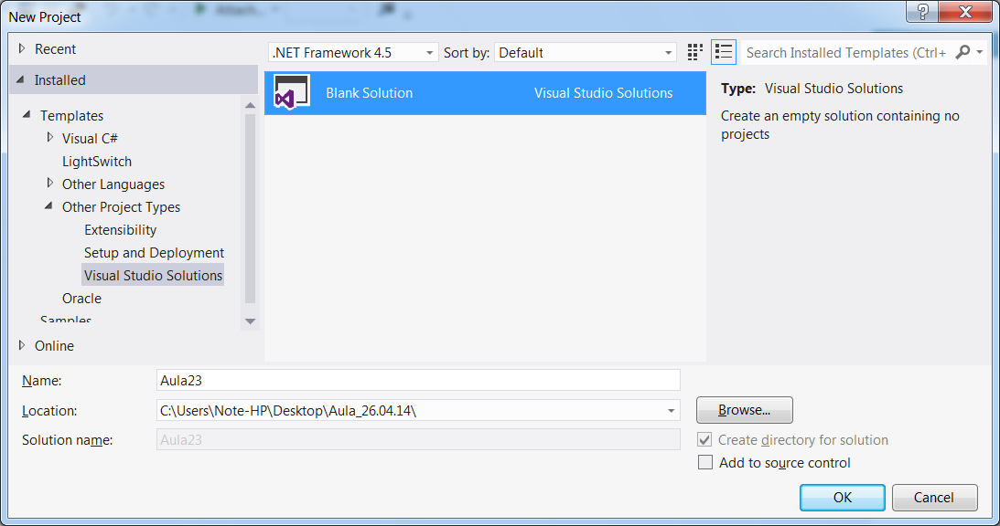 Attach...
New Project
Recent
.NET Framework 4.5 Sort by: Default Search Installed Templates (Ctrl+
Installed
Templates
Visual C#
LightSwitch
Other Languages
Other Project Types
Extensibility
Setup and Deployment
Visual Studio Solutions
Oracle
Samples
Online
Blank Solution Visual Studio Solutions
Type: Visual Studio Solutions
Create an empty solution containing no
projects
Name: Aula23
Location: C:\Users\Note-HP\Desktop\Aula_26.04.14\ Browse...
Solution name: Aula23 Create directory for solution
Add to source control
OK Cancel